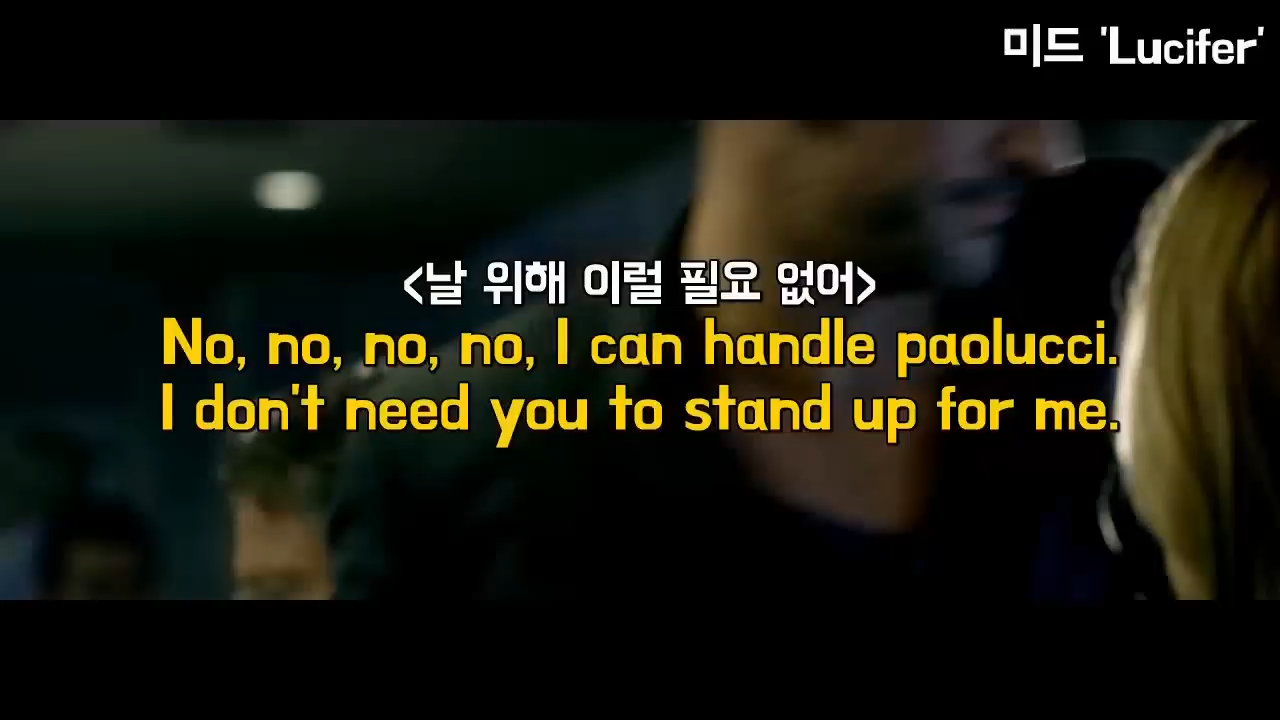 미드 'Lucifer'
<날 위해 이럴 필요 없어>
No, no, no, no, I can handle paolucci.
I don't need you to stand up for me.